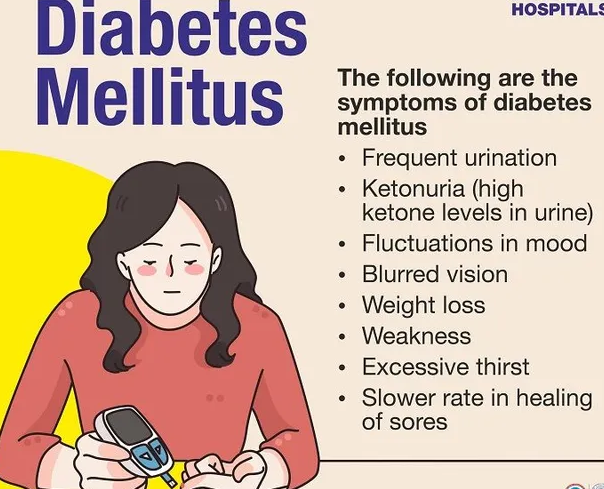 HOSPITALS
Diabetes
Mellitus
The following are the
symptoms of diabetes
mellitus
• Frequent urination
• Ketonuria (high
ketone levels in urine)
• Fluctuations in mood
• Blurred vision
• Weight loss
• Weakness
• Excessive thirst
• Slower rate in healing
of sores